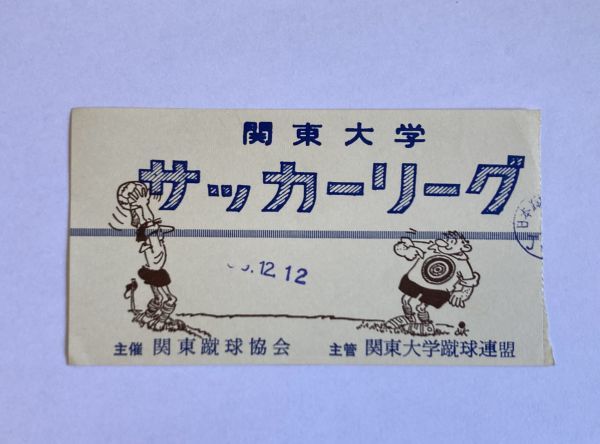 関東大学
サッカーリーグ
.12.12
主催 関東蹴球協会 主管 関東大学蹴球連盟